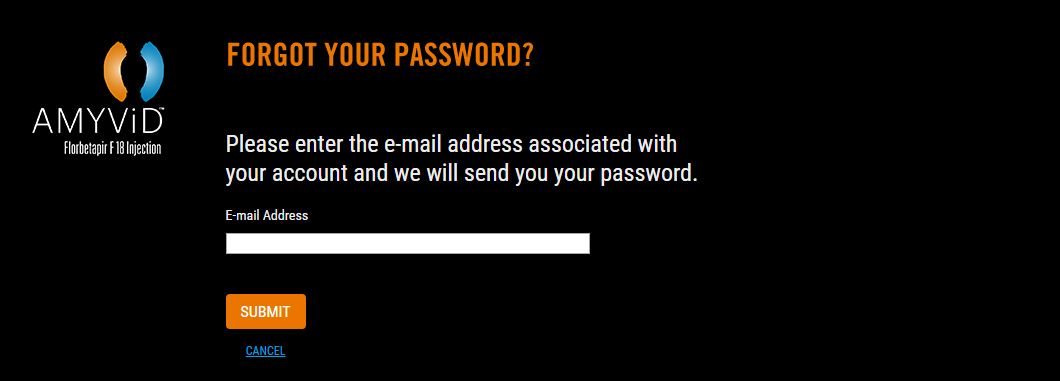 FORGOT YOUR PASSWORD?
AMYViD™
Florbetapir F 18 Injection
Please enter the e-mail address associated with
your account and we will send you your password.
E-mail Address
SUBMIT
CANCEL